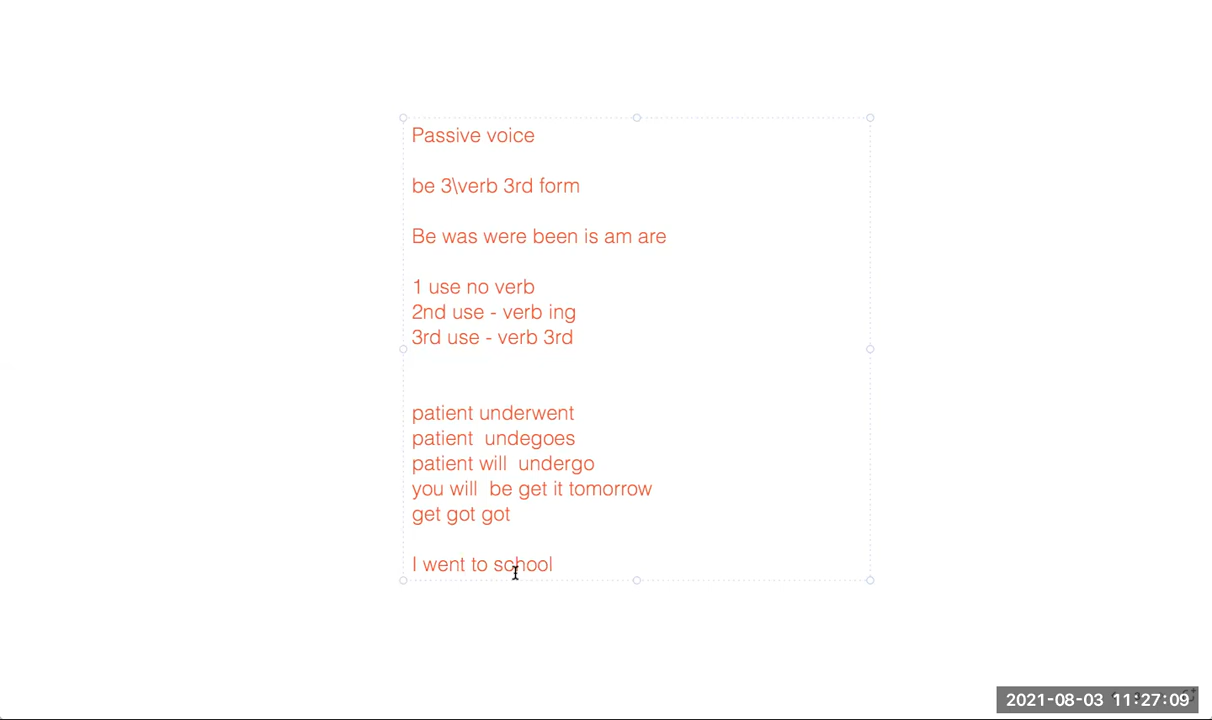 Passive voice
be 3\verb 3rd form
Be was were been is am are
1 use no verb
2nd use - verb ing
3rd use - verb 3rd
patient underwent
patient  undegoes
patient will  undergo
you will  be get it tomorrow
get got got
I went to school
2021-08-03 11:27:09